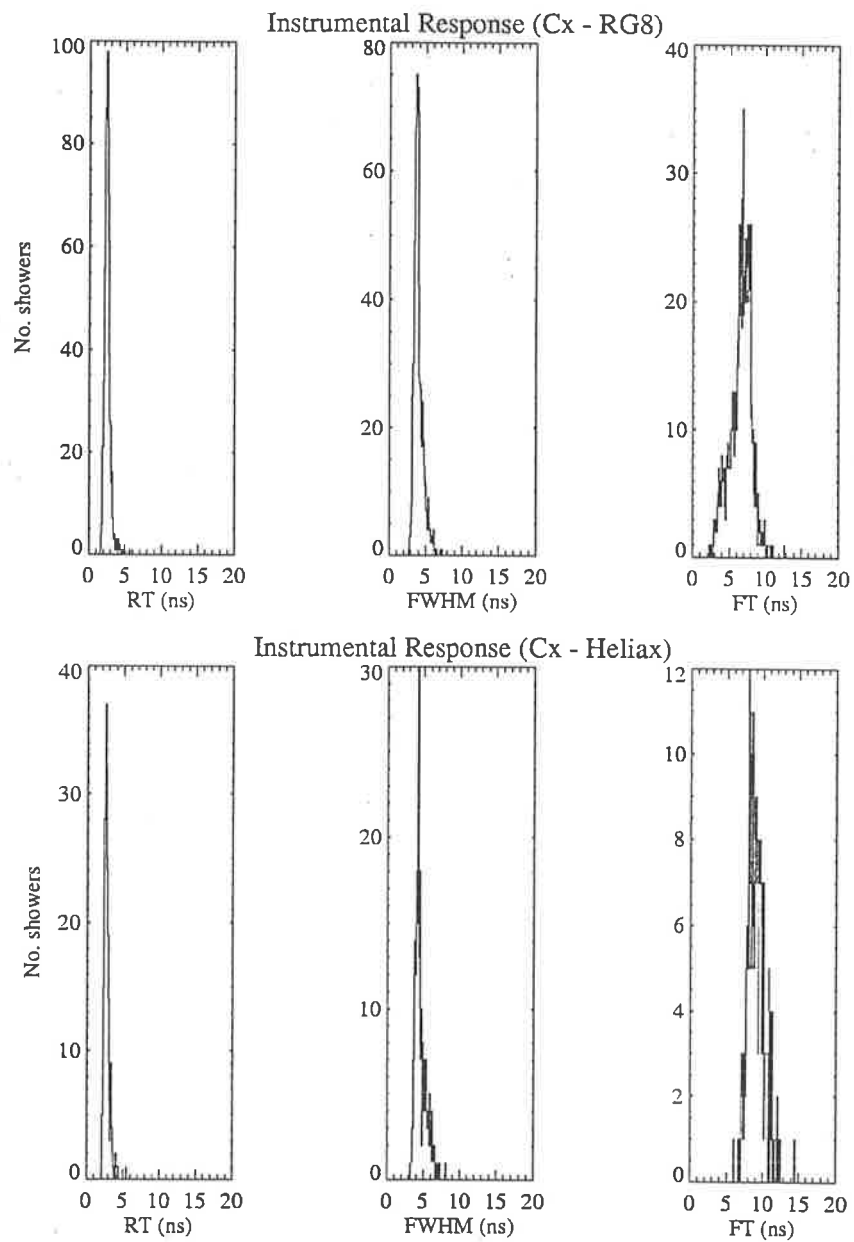 Instrumental Response (Cx - RG8)
No. showers
100
80
60
40
20
0
0 5 10 15 20
RT (ns)
80
60
40
20
0
0 5 10 15 20
FWHM (ns)
40
30
20
10
0
0 5 10 15 20
FT (ns)
Instrumental Response (Cx - Heliax)
No. showers
40
30
20
10
0
0 5 10 15 20
RT (ns)
30
20
10
0
0 5 10 15 20
FWHM (ns)
12
10
8
6
4
2
0
0 5 10 15 20
FT (ns)